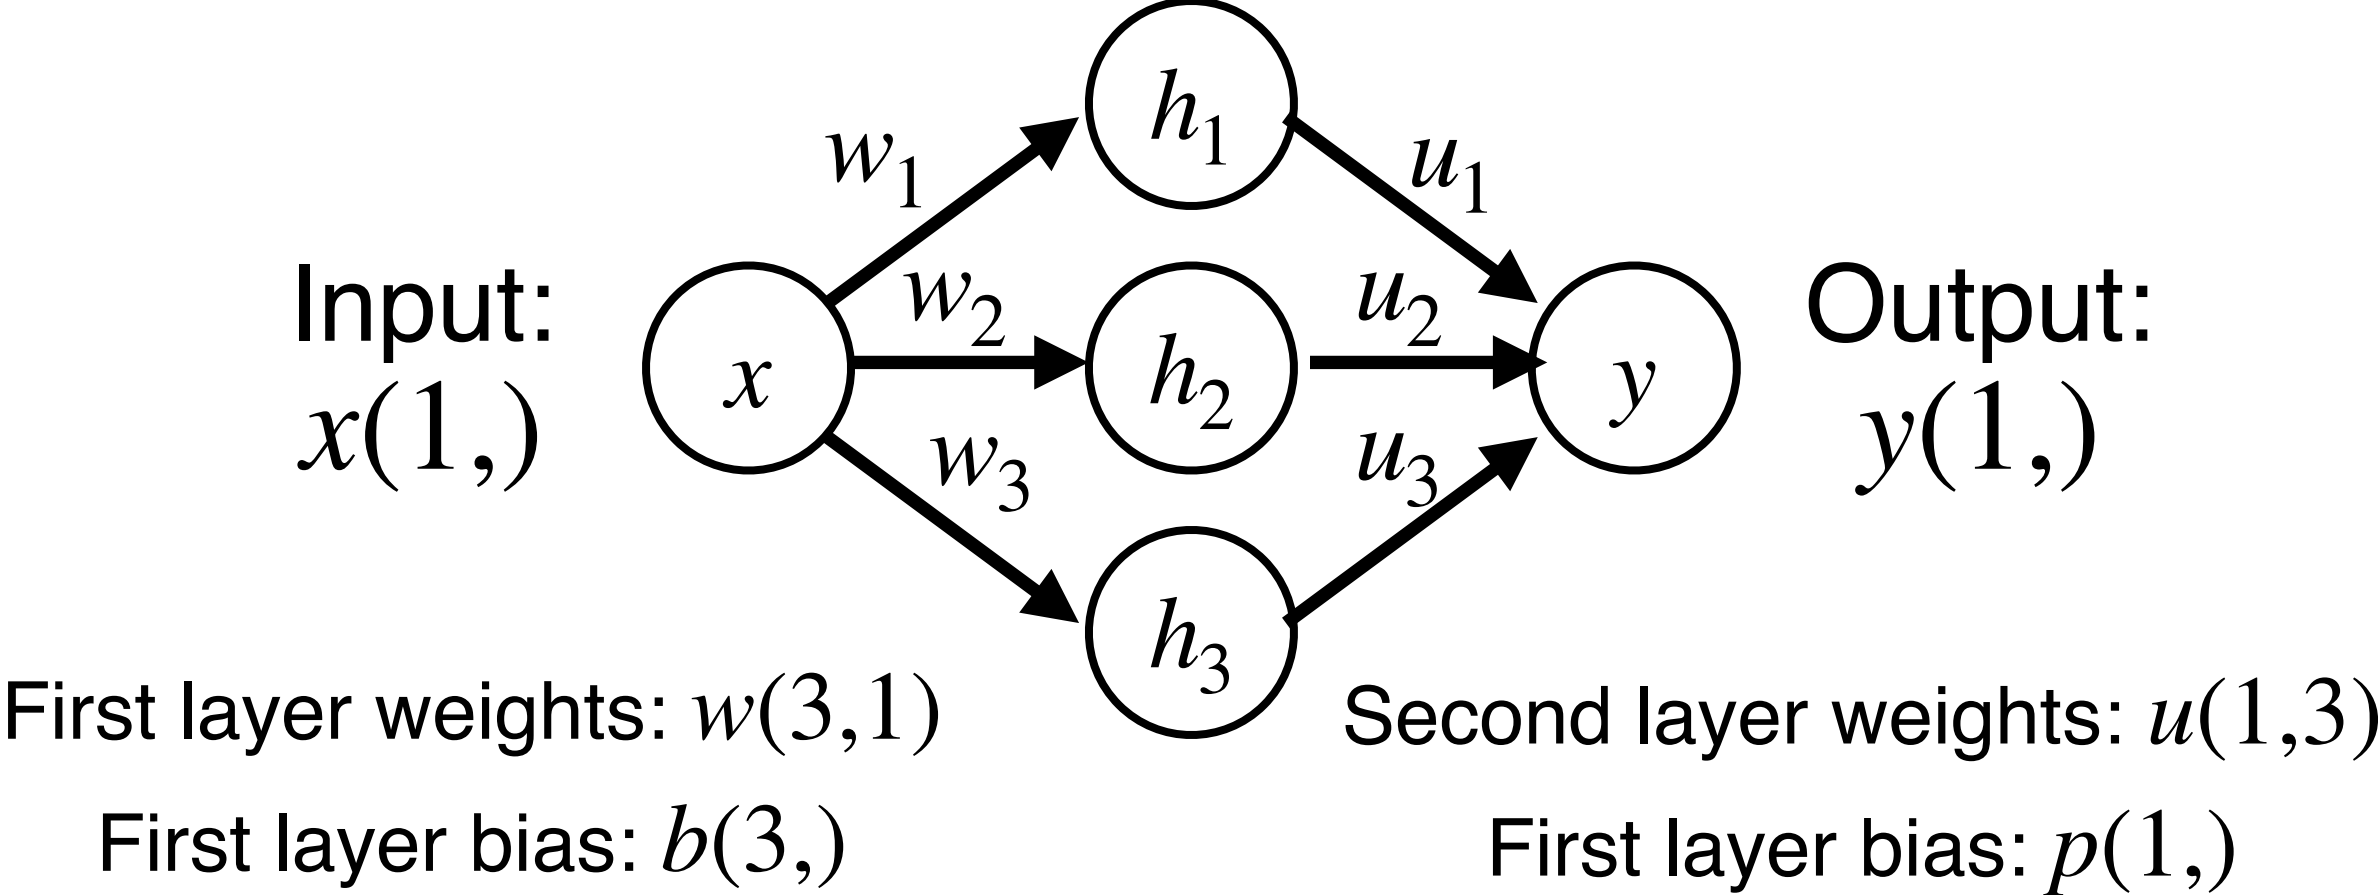 h₁
w₁
u₁
Input:
x(1,)
x
w₂
h₂
u₂
y
Output:
y(1,)
w₃
u₃
h₃
First layer weights: w(3,1)
First layer bias: b(3,)
Second layer weights: u(1,3)
First layer bias: p(1,)